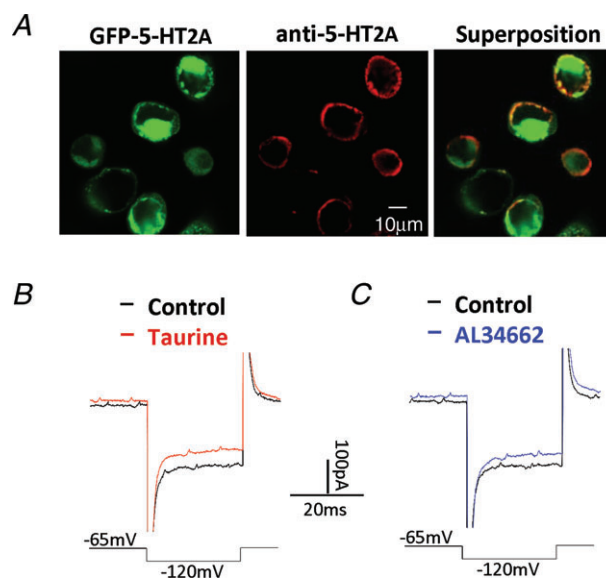 A
GFP-5-HT2A
anti-5-HT2A
Superposition
10μm
B
– Control
– Taurine
C
– Control
– AL34662
100pA
20ms
-65mV
-120mV
-65mV
-120mV